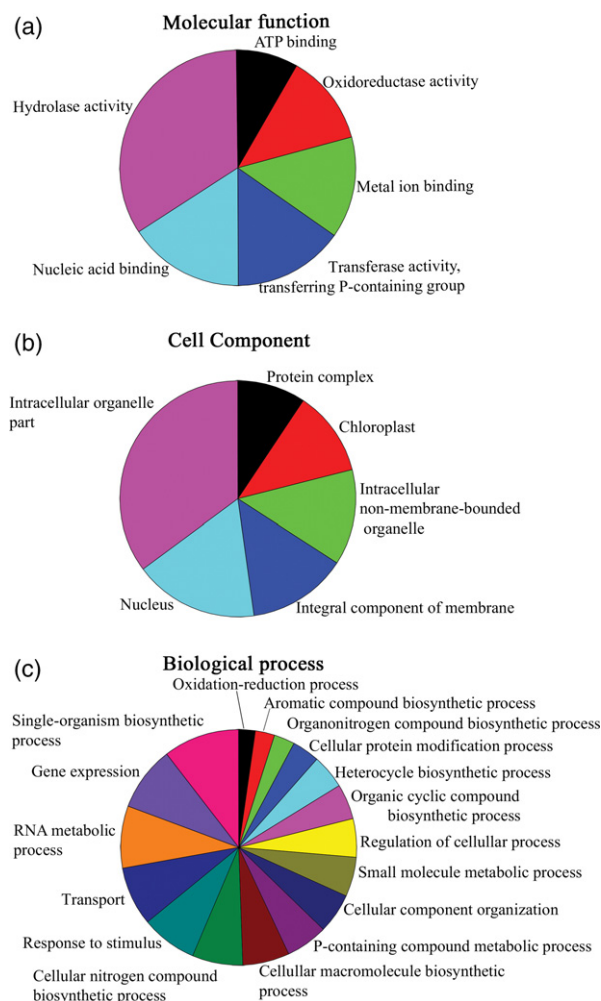 (a)
Molecular function
ATP binding
Oxidoreductase activity
Hydrolase activity
Metal ion binding
Nucleic acid binding
Transferase activity,
transferring P-containing group
(b)
Cell Component
Protein complex
Intracellular organelle
part
Chloroplast
Intracellular
non-membrane-bounded
organelle
Nucleus
Integral component of membrane
(c)
Biological process
Oxidation-reduction process
Aromatic compound biosynthetic process
Organonitrogen compound biosynthetic process
Cellular protein modification process
Heterocycle biosynthetic process
Organic cyclic compound
biosynthetic process
Regulation of cellular process
Small molecule metabolic process
Cellular component organization
P-containing compound metabolic process
Cellullar macromolecule biosynthetic
process
Cellular nitrogen compound
biosynthetic process
Response to stimulus
Transport
RNA metabolic
process
Gene expression
Single-organism biosynthetic
process